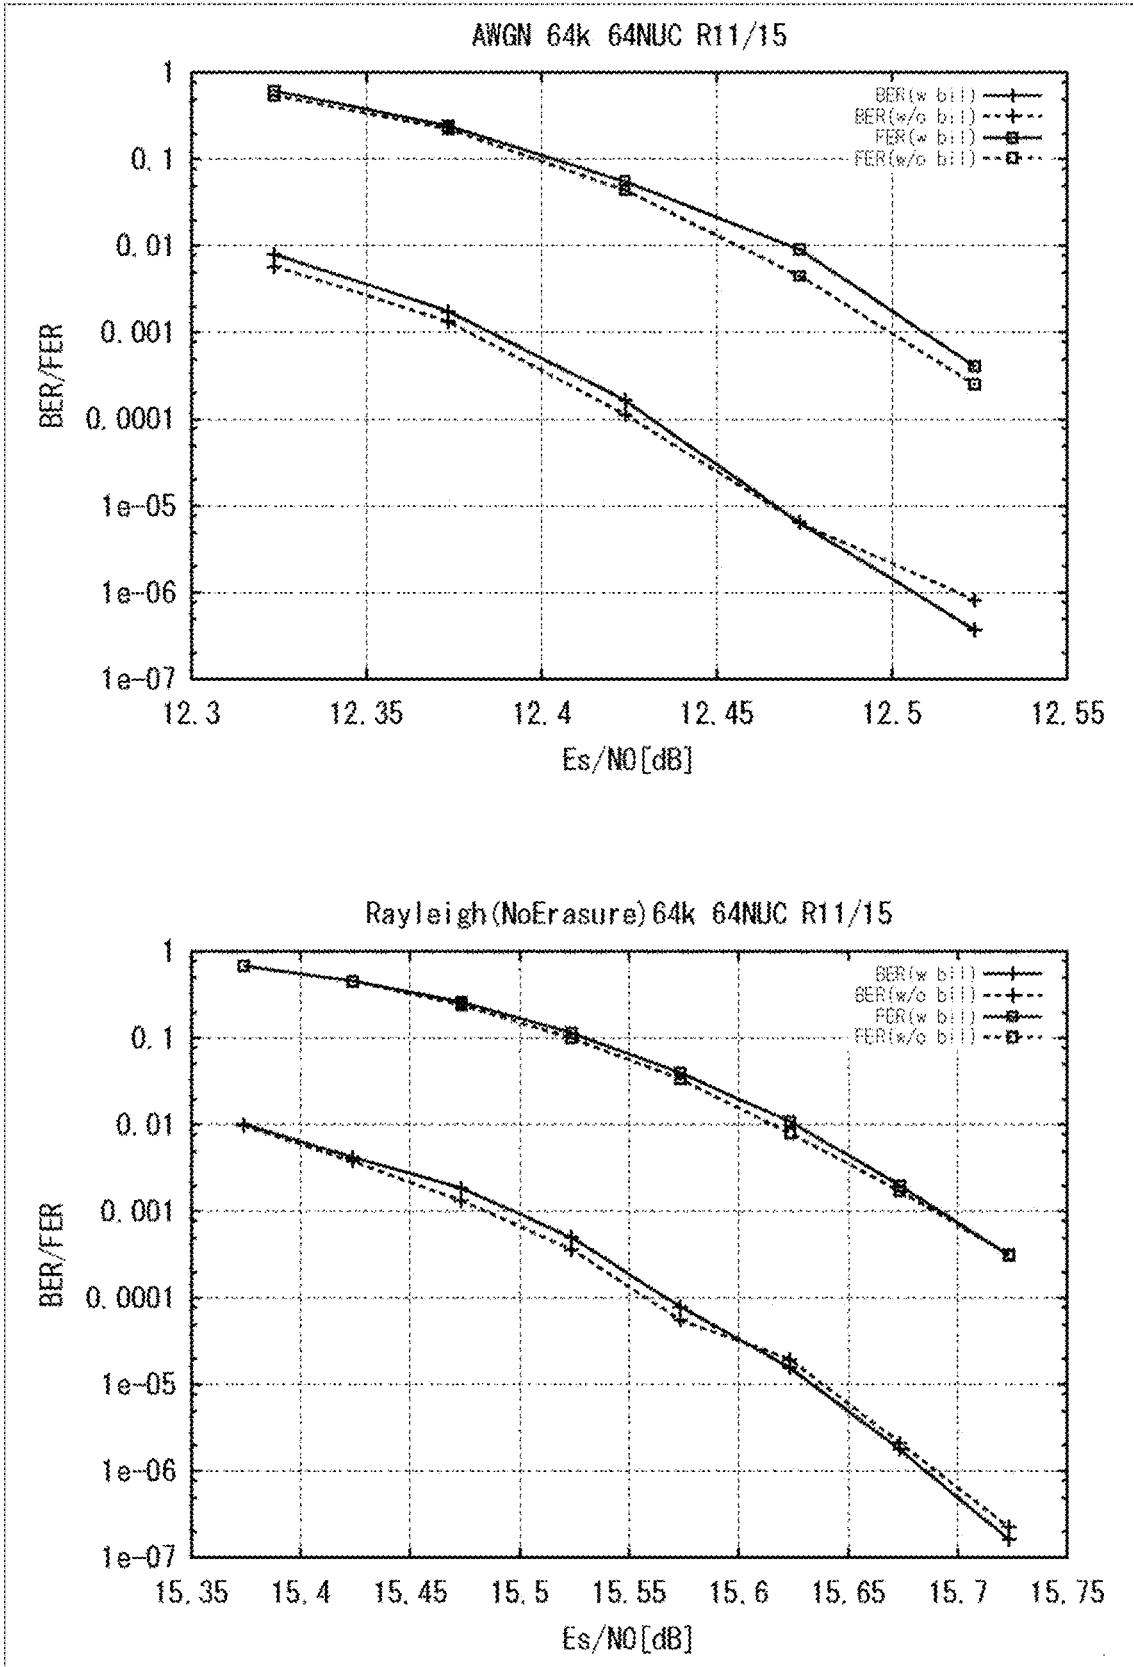 AWGN 64k 64NUC R11/15
BER(w bil)
BER(w/o bil)
FER(w bil)
FER(w/o bil)
1
0.1
0.01
0.001
0.0001
1e-05
1e-06
1e-07
BER/FER
12.3 12.35 12.4 12.45 12.5 12.55
Es/N0[dB]
Rayleigh(NoErasure)64k 64NUC R11/15
BER(w bil)
BER(w/o bil)
FER(w bil)
FER(w/o bil)
1
0.1
0.01
0.001
0.0001
1e-05
1e-06
1e-07
BER/FER
15.35 15.4 15.45 15.5 15.55 15.6 15.65 15.7 15.75
Es/N0[dB]